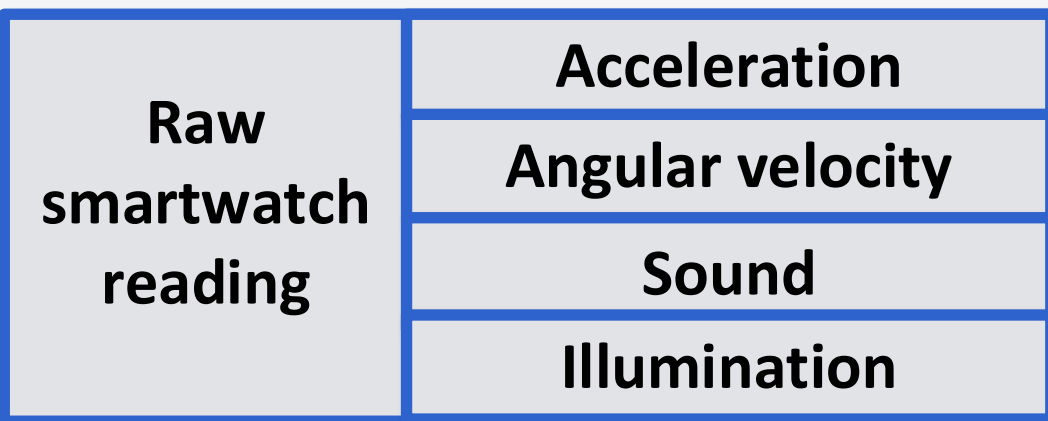 Raw
smartwatch
reading
Acceleration
Angular velocity
Sound
Illumination